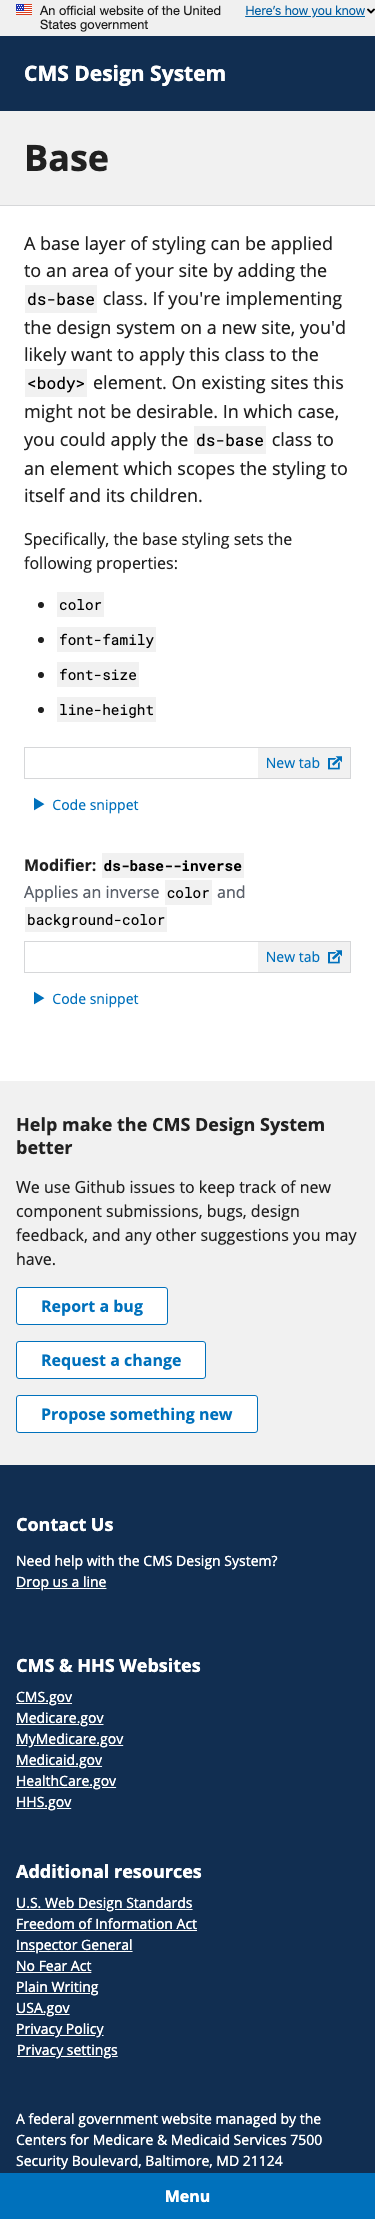 An official website of the United States government
Here's how you know
CMS Design System
Base
A base layer of styling can be applied
to an area of your site by adding the
ds-base class. If you're implementing
the design system on a new site, you'd
likely want to apply this class to the
<body> element. On existing sites this
might not be desirable. In which case,
you could apply the ds-base class to
an element which scopes the styling to
itself and its children.
Specifically, the base styling sets the
following properties:
color
font-family
font-size
line-height
New tab
Code snippet
Modifier: ds-base--inverse
Applies an inverse color and
background-color
New tab
Code snippet
Help make the CMS Design System
better
We use Github issues to keep track of new
component submissions, bugs, design
feedback, and any other suggestions you may
have.
Report a bug
Request a change
Propose something new
Contact Us
Need help with the CMS Design System?
Drop us a line
CMS & HHS Websites
CMS.gov
Medicare.gov
MyMedicare.gov
Medicaid.gov
HealthCare.gov
HHS.gov
Additional resources
U.S. Web Design Standards
Freedom of Information Act
Inspector General
No Fear Act
Plain Writing
USA.gov
Privacy Policy
Privacy settings
A federal government website managed by the
Centers for Medicare & Medicaid Services 7500
Security Boulevard, Baltimore, MD 21124
Menu